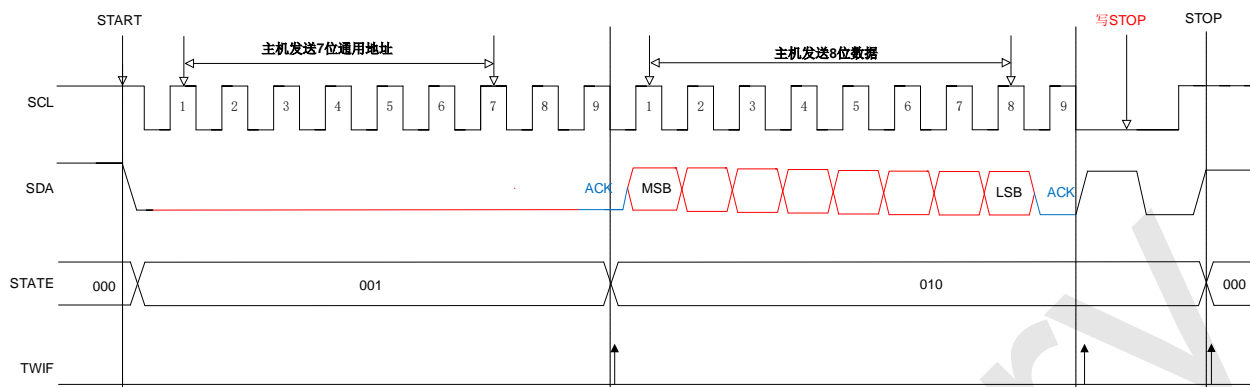 START
写STOP
STOP
主机发送7位通用地址
主机发送8位数据
SCL
1 2 3 4 5 6 7 8 9 1 2 3 4 5 6 7 8 9
SDA
ACK MSB LSB ACK
STATE
000 001 010 000
TWIF